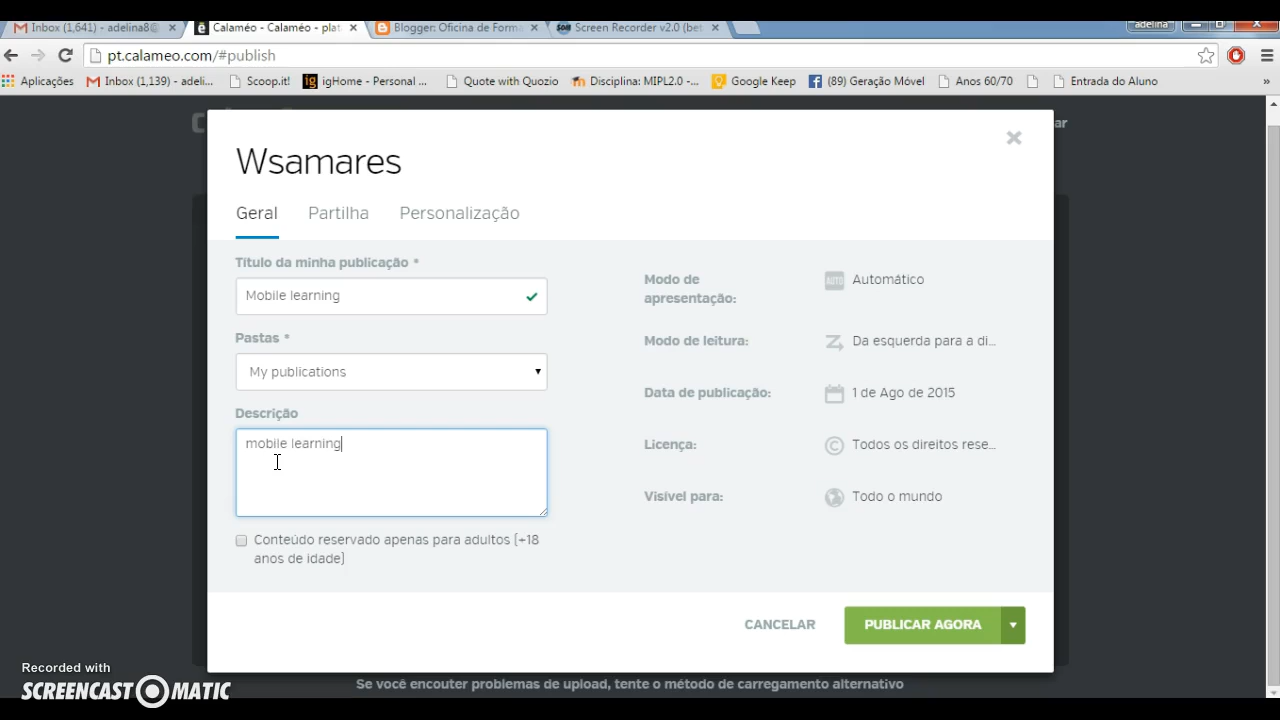 Inbox (1,641) - adelina8@
Calaméo - Calaméo - plat
Blogger: Oficina de Forma
Screen Recorder v2.0 (bet
adelina
pt.calameo.com/#publish
Aplicações
Inbox (1,139) - adeli...
Scoop.it!
igHome - Personal ...
Quote with Quozio
Disciplina: MIPL2.0 -...
Google Keep
(89) Geração Móvel
Anos 60/70
Entrada do Aluno
»
ar
Wsamares
Geral Partilha Personalização
Título da minha publicação *
Mobile learning
Pastas *
My publications
Descrição
mobile learning
Conteúdo reservado apenas para adultos (+18
anos de idade)
Modo de
apresentação:
AUTO Automático
Modo de leitura: Da esquerda para a di...
Data de publicação: 1 de Ago de 2015
Licença: Todos os direitos rese...
Visível para: Todo o mundo
CANCELAR PUBLICAR AGORA
Se você encouter problemas de upload, tente o método de carregamento alternativo
Recorded with
SCREENCAST-O-MATIC